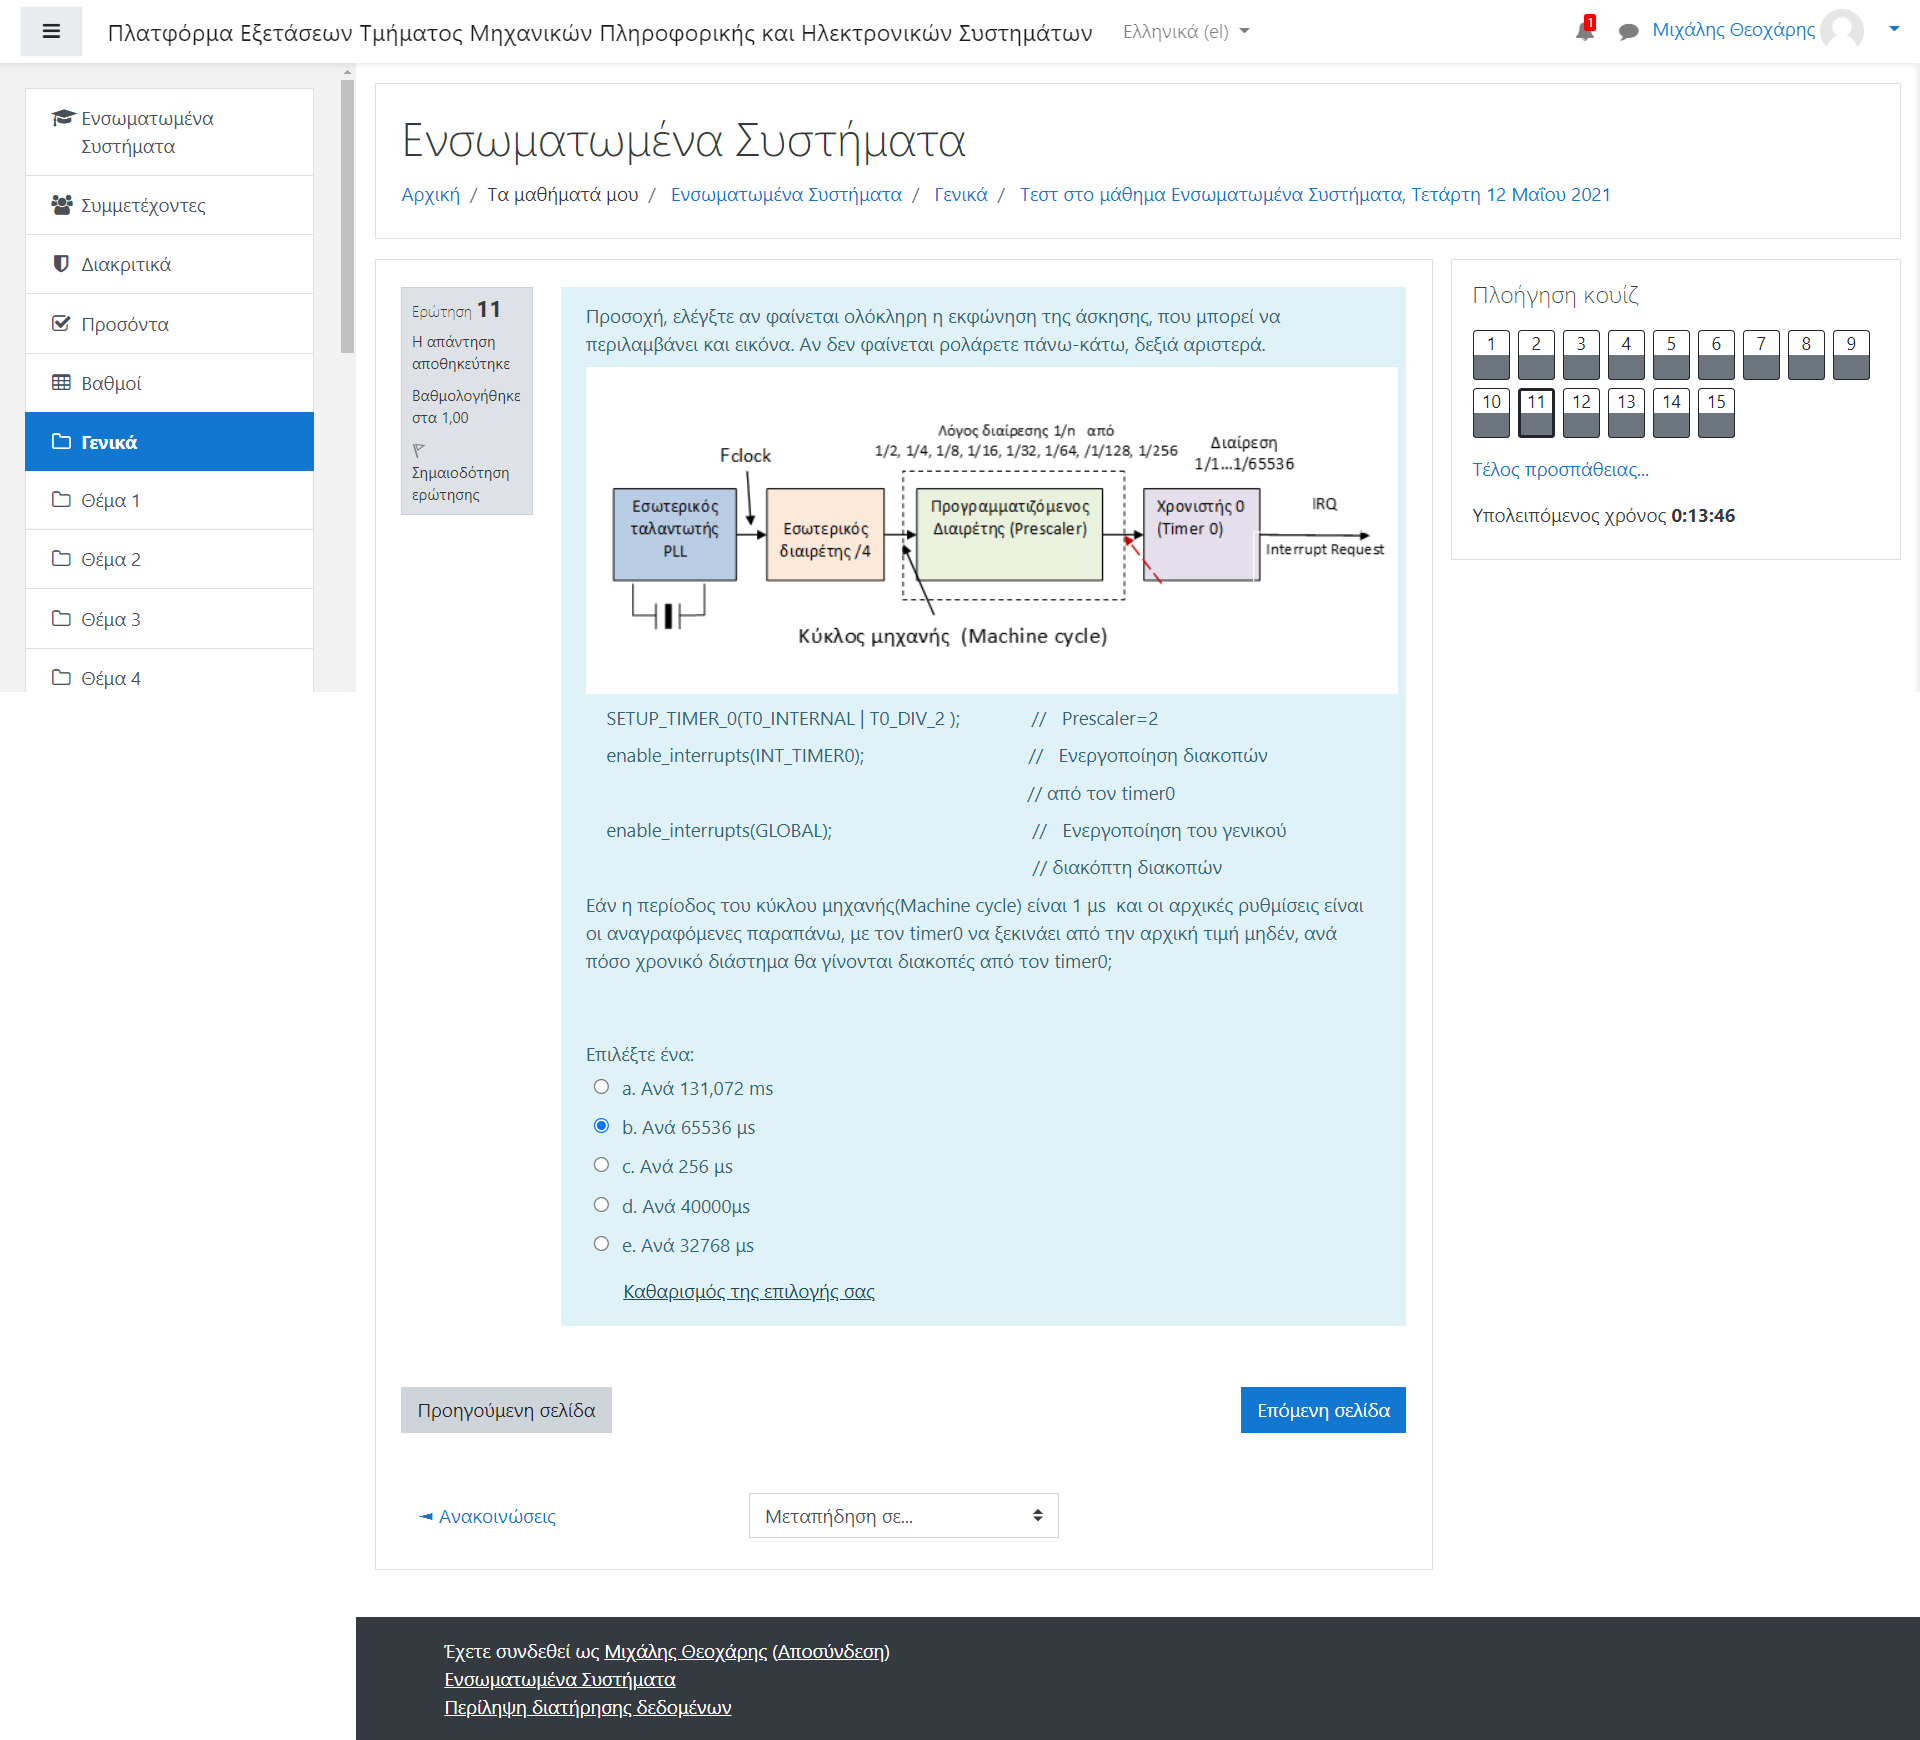 Πλατφόρμα Εξετάσεων Τμήματος Μηχανικών Πληροφορικής και Ηλεκτρονικών Συστημάτων
Ελληνικά (el)
1
Μιχάλης Θεοχάρης
Ενσωματωμένα
Συστήματα
Συμμετέχοντες
Διακριτικά
Προσόντα
Βαθμοί
Γενικά
Θέμα 1
Θέμα 2
Θέμα 3
Θέμα 4
Ενσωματωμένα Συστήματα
Αρχική / Τα μαθήματά μου / Ενσωματωμένα Συστήματα / Γενικά / Τεστ στο μάθημα Ενσωματωμένα Συστήματα, Τετάρτη 12 Μαΐου 2021
Ερώτηση 11
Η απάντηση
αποθηκεύτηκε
Βαθμολογήθηκε
στα 1,00
Σημαιοδότηση
ερώτησης
Προσοχή, ελέγξτε αν φαίνεται ολόκληρη η εκφώνηση της άσκησης, που μπορεί να
περιλαμβάνει και εικόνα. Αν δεν φαίνεται ρολάρετε πάνω-κάτω, δεξιά αριστερά.
Fclock
Λόγος διαίρεσης 1/n από
1/2, 1/4, 1/8, 1/16, 1/32, 1/64, /1/128, 1/256
Διαίρεση
1/1...1/65536
Εσωτερικός
ταλαντωτής
PLL
Εσωτερικός
διαιρέτης /4
Προγραμματιζόμενος
Διαιρέτης (Prescaler)
Χρονιστής 0
(Timer 0)
IRQ
Interrupt Request
Κύκλος μηχανής (Machine cycle)
SETUP_TIMER_0(T0_INTERNAL | T0_DIV_2 ); // Prescaler=2
enable_interrupts(INT_TIMER0); // Ενεργοποίηση διακοπών
// από τον timer0
enable_interrupts(GLOBAL); // Ενεργοποίηση του γενικού
// διακόπτη διακοπών
Εάν η περίοδος του κύκλου μηχανής(Machine cycle) είναι 1 μs και οι αρχικές ρυθμίσεις είναι
οι αναγραφόμενες παραπάνω, με τον timer0 να ξεκινάει από την αρχική τιμή μηδέν, ανά
πόσο χρονικό διάστημα θα γίνονται διακοπές από τον timer0;
Επιλέξτε ένα:
a. Ανά 131,072 ms
b. Ανά 65536 μs
c. Ανά 256 μs
d. Ανά 40000μs
e. Ανά 32768 μs
Καθαρισμός της επιλογής σας
Προηγούμενη σελίδα
Επόμενη σελίδα
◄ Ανακοινώσεις
Μεταπήδηση σε...
Πλοήγηση κουίζ
1 2 3 4 5 6 7 8 9
10 11 12 13 14 15
Τέλος προσπάθειας...
Υπολειπόμενος χρόνος 0:13:46
Έχετε συνδεθεί ως Μιχάλης Θεοχάρης (Αποσύνδεση)
Ενσωματωμένα Συστήματα
Περίληψη διατήρησης δεδομένων